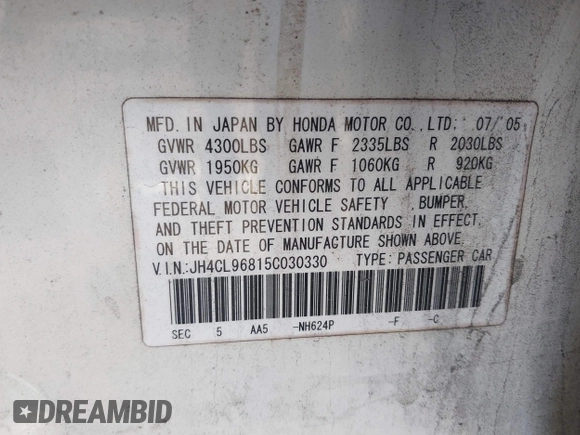 MFD. IN JAPAN BY HONDA MOTOR CO., LTD. 07/05
GVWR 4300LBS GAWR F 2335LBS R 2030LBS
GVWR 1950KG GAWR F 1060KG R 920KG
THIS VEHICLE CONFORMS TO ALL APPLICABLE
FEDERAL MOTOR VEHICLE SAFETY , BUMPER,
AND THEFT PREVENTION STANDARDS IN EFFECT
ON THE DATE OF MANUFACTURE SHOWN ABOVE.
V.I.N.:JH4CL96815C030330 TYPE: PASSENGER CAR
SEC 5 AA5 -NH624P -F -C
DREAMBID